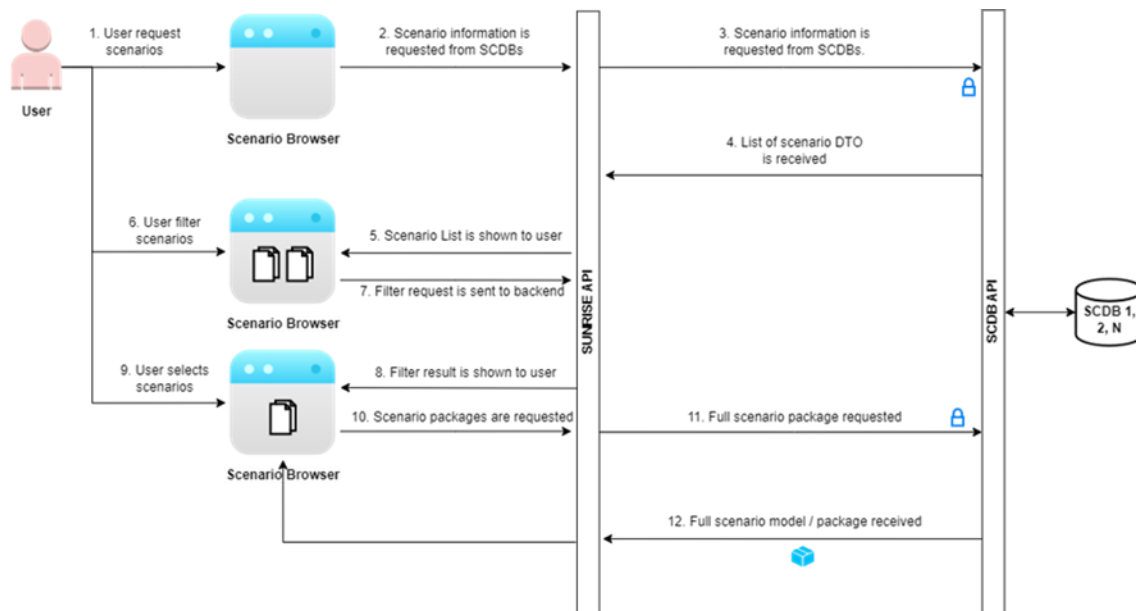 1. User request
scenarios
2. Scenario information is
requested from SCDBs
3. Scenario information is
requested from SCDBs.
User
Scenario Browser
4. List of scenario DTO
is received
6. User filter
scenarios
5. Scenario List is shown to user
7. Filter request is sent to backend
Scenario Browser
SUNRISE API
SCDB API
SCDB 1,
2, N
9. User selects
scenarios
8. Filter result is shown to user
10. Scenario packages are requested
11. Full scenario package requested
Scenario Browser
12. Full scenario model / package received